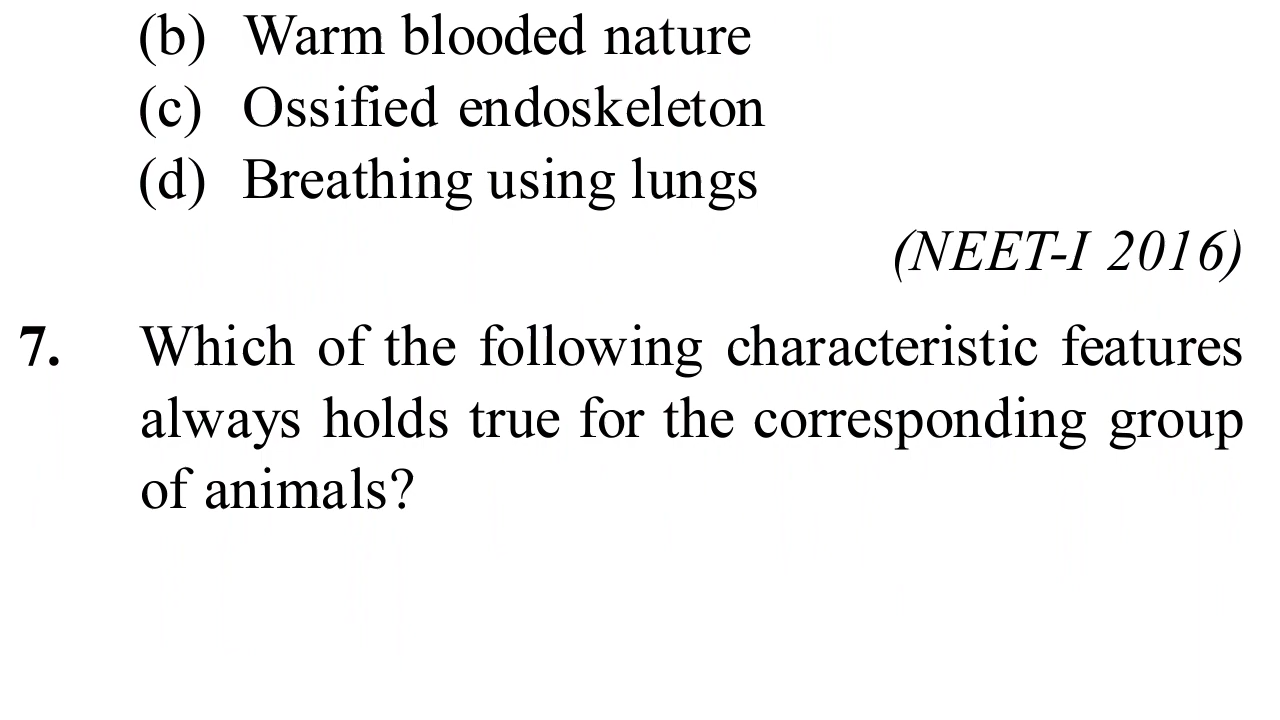 (b) Warm blooded nature
(c) Ossified endoskeleton
(d) Breathing using lungs
(NEET-I 2016)
7. Which of the following characteristic features
always holds true for the corresponding group
of animals?